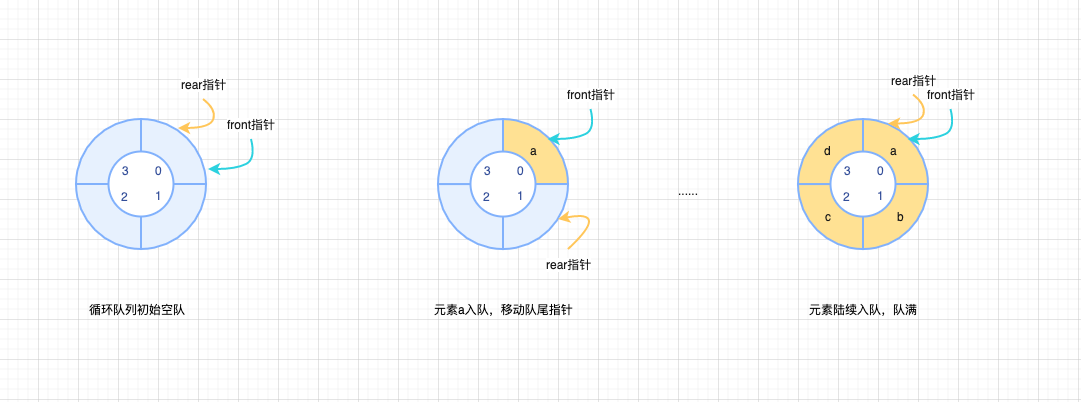 rear指针
front指针
3 0
2 1
循环队列初始空队
front指针
a
3 0
2 1
rear指针
元素a入队，移动队尾指针
......
rear指针
front指针
d a
3 0
2 1
c b
元素陆续入队，队满